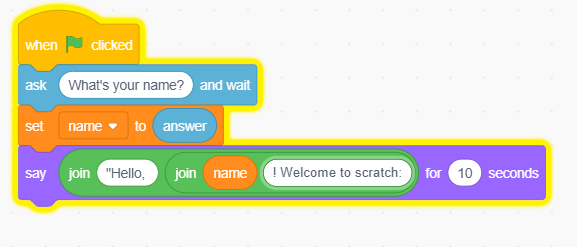 when clicked
ask What's your name? and wait
set name to answer
say join "Hello, join name ! Welcome to scratch: for 10 seconds